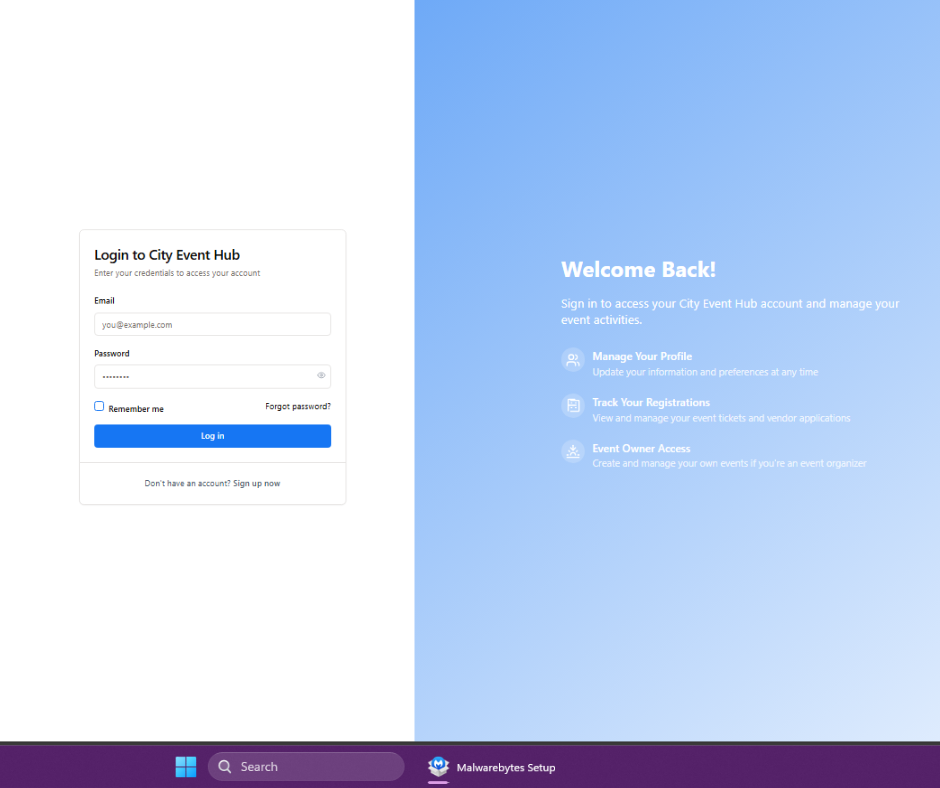 Login to City Event Hub
Enter your credentials to access your account
Email
you@example.com
Password
--------
Remember me
Forgot password?
Log in
Don't have an account? Sign up now
Welcome Back!
Sign in to access your City Event Hub account and manage your
event activities.
Manage Your Profile
Update your information and preferences at any time
Track Your Registrations
View and manage your event tickets and vendor applications
Event Owner Access
Create and manage your own events if you're an event organizer
Search
Malwarebytes Setup